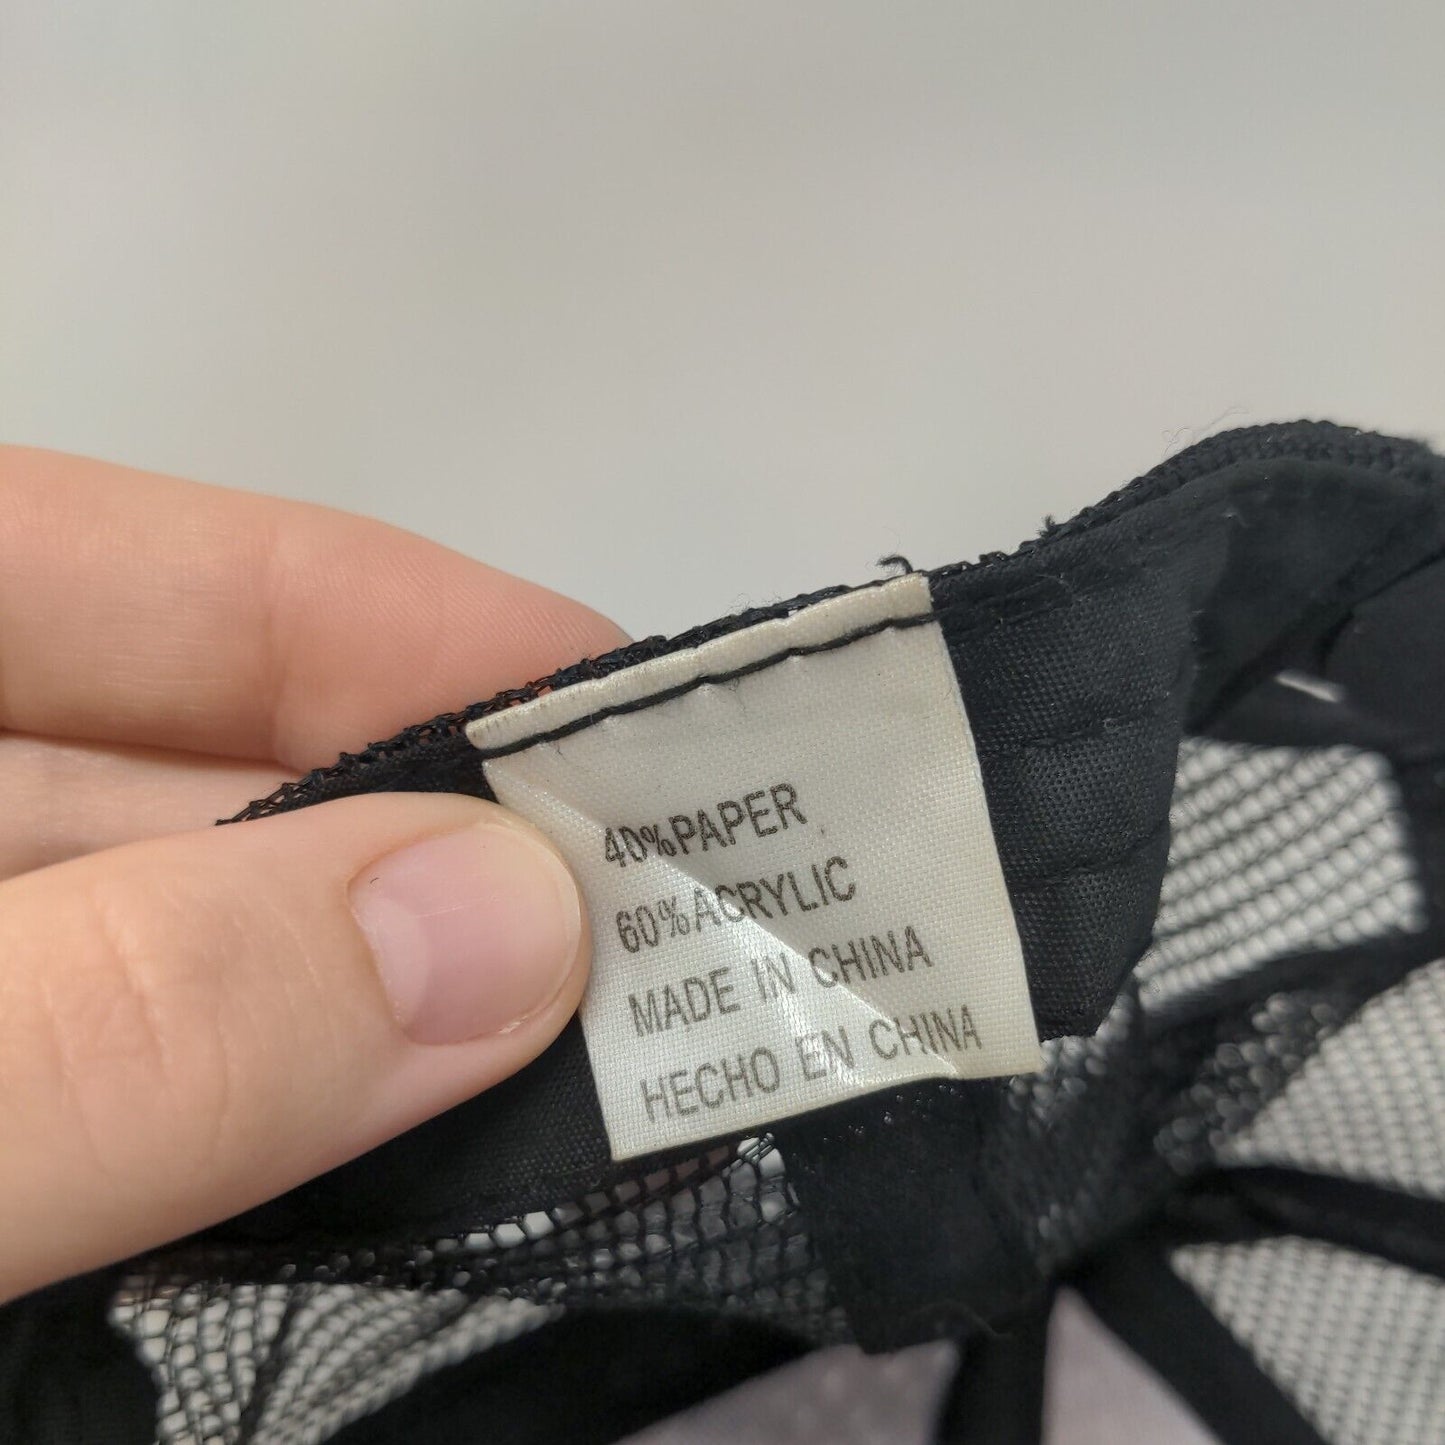 40%PAPER
60%ACRYLIC
MADE IN CHINA
HECHO EN CHINA